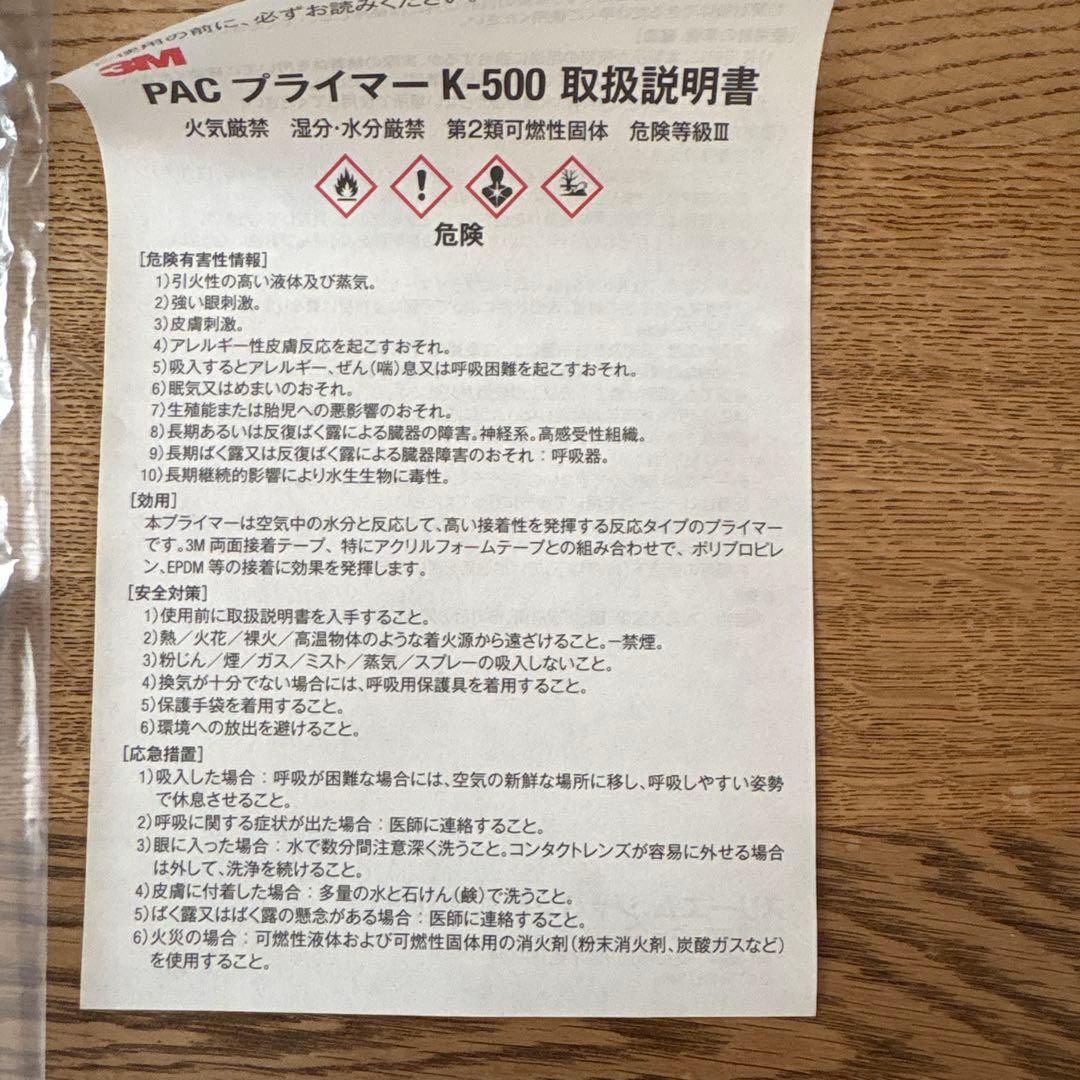 使用の前に、必ずお読みください。
3M
PAC プライマー K-500 取扱説明書
火気厳禁 湿分・水分厳禁 第2類可燃性固体 危険等級Ⅲ
危険
[危険有害性情報]
1)引火性の高い液体及び蒸気。
2)強い眼刺激。
3)皮膚刺激。
4)アレルギー性皮膚反応を起こすおそれ。
5)吸入するとアレルギー、ぜん(喘)息又は呼吸困難を起こすおそれ。
6)眠気又はめまいのおそれ。
7)生殖能または胎児への悪影響のおそれ。
8)長期あるいは反復ばく露による臓器の障害。神経系。高感受性組織。
9)長期ばく露又は反復ばく露による臓器障害のおそれ:呼吸器。
10)長期継続的影響により水生生物に毒性。
[効用]
本プライマーは空気中の水分と反応して、高い接着性を発揮する反応タイプのプライマー
です。3M 両面接着テープ、特にアクリルフォームテープとの組み合わせで、ポリプロピレ
ン、EPDM 等の接着に効果を発揮します。
[安全対策]
1)使用前に取扱説明書を入手すること。
2)熱/火花/裸火/高温物体のような着火源から遠ざけること。ー禁煙。
3)粉じん/煙/ガス/ミスト/蒸気/スプレーの吸入しないこと。
4)換気が十分でない場合には、呼吸用保護具を着用すること。
5)保護手袋を着用すること。
6)環境への放出を避けること。
[応急措置]
1)吸入した場合:呼吸が困難な場合には、空気の新鮮な場所に移し、呼吸しやすい姿勢
で休息させること。
2)呼吸に関する症状が出た場合:医師に連絡すること。
3)眼に入った場合:水で数分間注意深く洗うこと。コンタクトレンズが容易に外せる場合
は外して、洗浄を続けること。
4)皮膚に付着した場合:多量の水と石けん(鹸)で洗うこと。
5)ばく露又はばく露の懸念がある場合:医師に連絡すること。
6)火災の場合:可燃性液体および可燃性固体用の消火剤(粉末消火剤、炭酸ガスなど)
を使用すること。